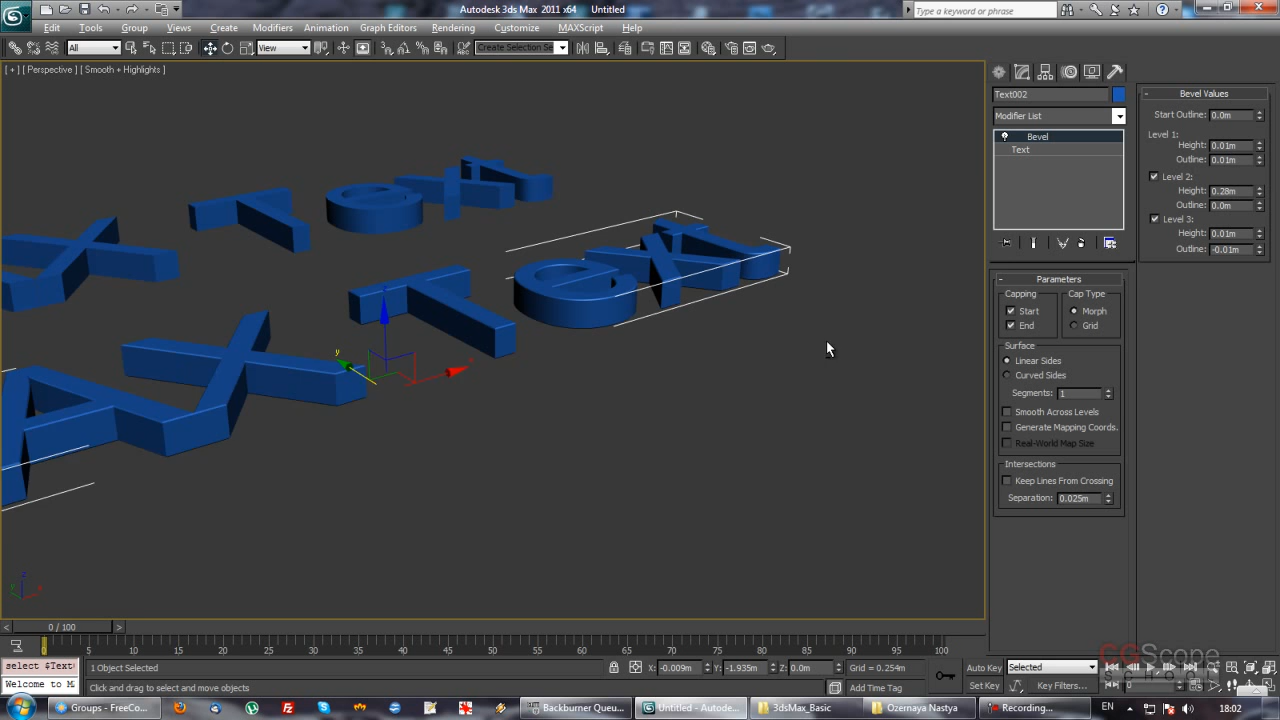 Autodesk 3ds Max 2011 x64 Untitled
Type a keyword or phrase
Edit Tools Group Views Create Modifiers Animation Graph Editors Rendering Customize MAXScript Help
All View Create Selection Se
[ + ] [ Perspective ] [ Smooth + Highlights ]
Text
AX Text
z
y
x
Text002
Modifier List
Bevel
Text
Parameters
Capping
Start
End
Cap Type
Morph
Grid
Surface
Linear Sides
Curved Sides
Segments: 1
Smooth Across Levels
Generate Mapping Coords.
Real-World Map Size
Intersections
Keep Lines From Crossing
Separation: 0.025m
Bevel Values
Start Outline: 0.0m
Level 1:
Height: 0.01m
Outline: 0.01m
Level 2:
Height: 0.28m
Outline: 0.0m
Level 3:
Height: 0.01m
Outline: -0.01m
< 0 / 100 >
0 5 10 15 20 25 30 35 40 45 50 55 60 65 70 75 80 85 90 95 100
select $Text:
Welcome to M
1 Object Selected
X: -0.009m Y: -1.935m Z: 0.0m Grid = 0.254m
Click and drag to select and move objects
Add Time Tag
Auto Key Selected
Set Key Key Filters... 0
CGScope
school
Groups - FreeCo...
Backburner Queu...
Untitled - Autode...
3dsMax_Basic
Ozernaya Nastya
Recording...
EN 18:02